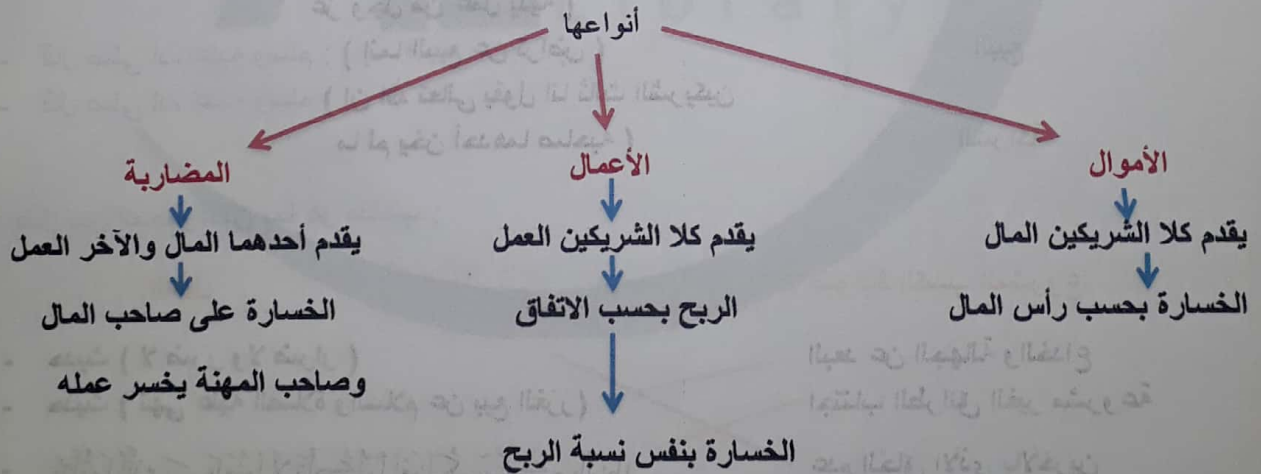 أنواعها
الأموال
يقدم كلا الشريكين المال
الخسارة بحسب رأس المال
الأعمال
يقدم كلا الشريكين العمل
الربح بحسب الاتفاق
الخسارة بنفس نسبة الربح
المضاربة
يقدم أحدهما المال والآخر العمل
الخسارة على صاحب المال
وصاحب المهنة يخسر عمله